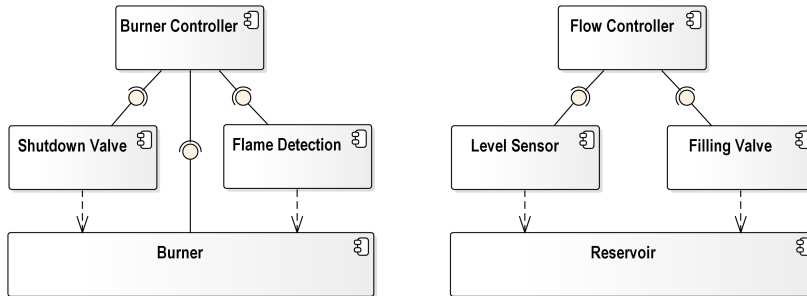 Burner Controller
Flow Controller
Shutdown Valve
Flame Detection
Level Sensor
Filling Valve
Burner
Reservoir